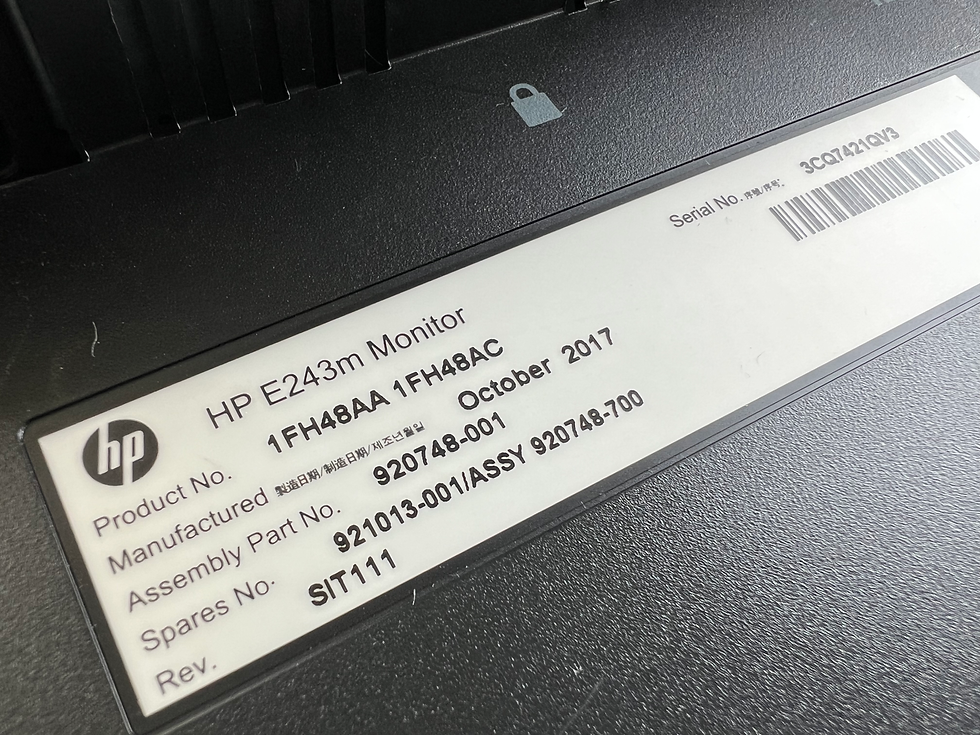 hp
HP E243m Monitor
Serial No. 序號/序号: 3CQ7421QV3
Product No. 1FH48AA 1FH48AC
Manufactured 製造日期/制造日期/제조년월일 October 2017
Assembly Part No. 920748-001
Spares No. 921013-001/ASSY 920748-700
Rev. SIT111